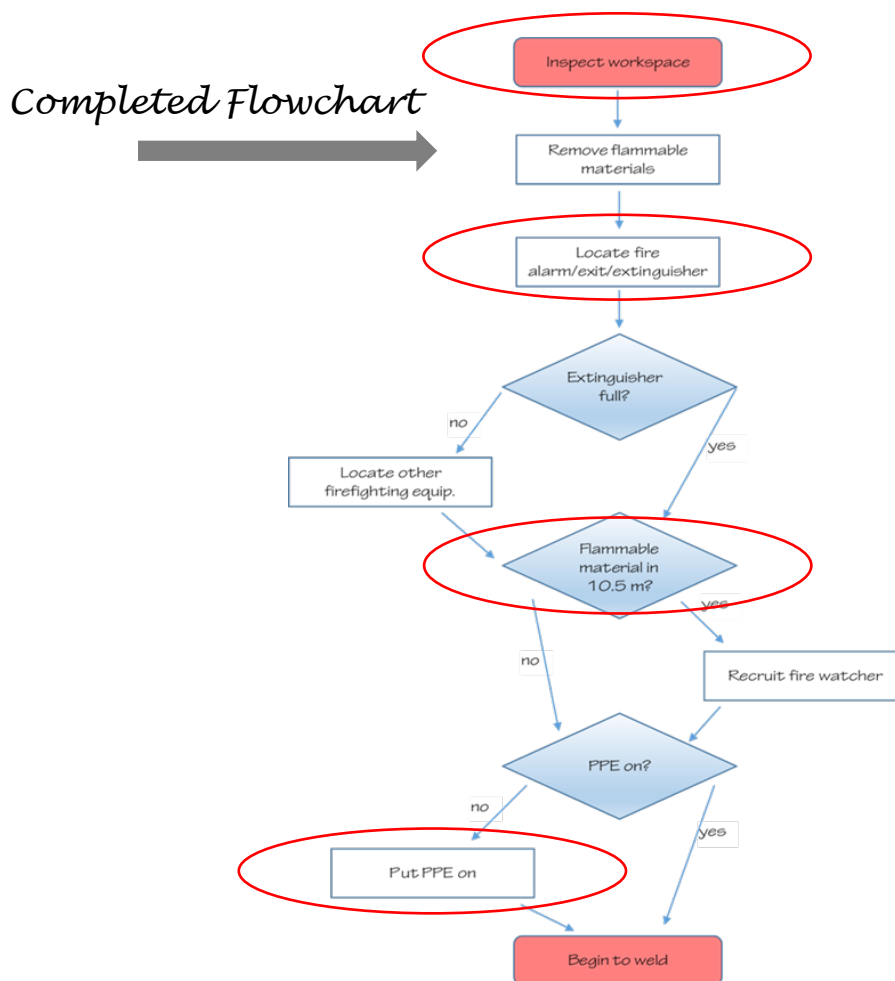 Inspect workspace
Completed Flowchart
Remove flammable
materials
Locate fire
alarm/exit/extinguisher
Extinguisher
full?
no
yes
Locate other
firefighting equip.
Flammable
material in
10.5 m?
yes
no
Recruit fire watcher
PPE on?
no
yes
Put PPE on
Begin to weld